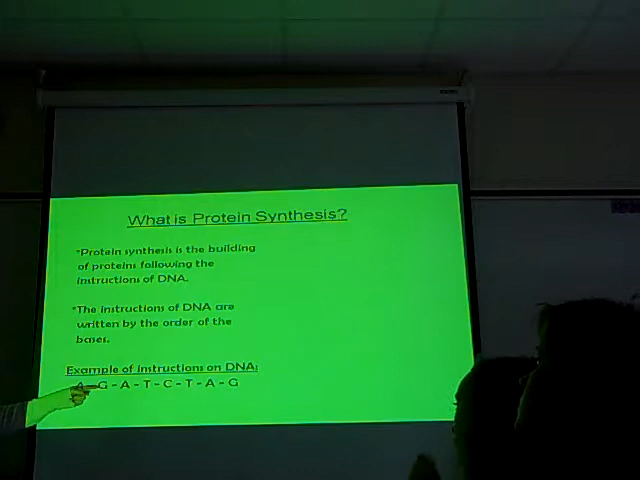 What is Protein Synthesis?
*Protein synthesis is the building
of proteins following the
instructions of DNA.
*The instructions of DNA are
written by the order of the
bases.
Example of instructions on DNA:
A - G - A - T - C - T - A - G